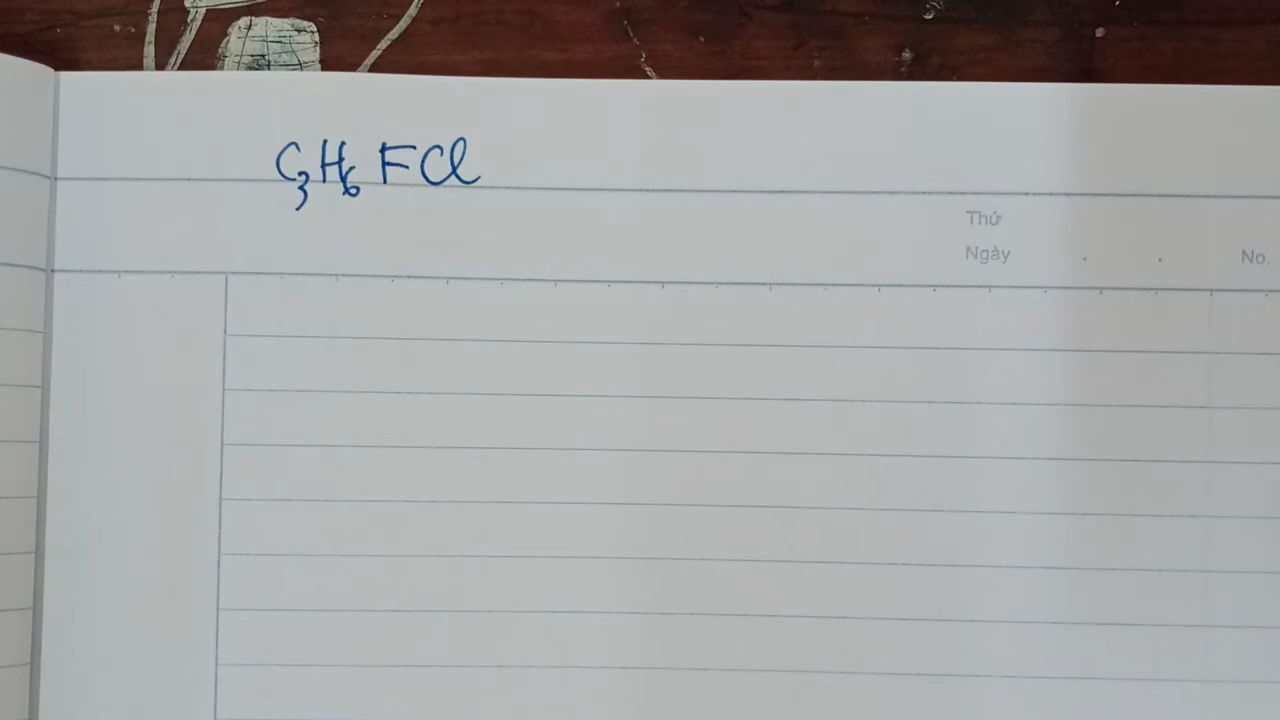 C₃H₆FCl
Thứ
Ngày . . No.